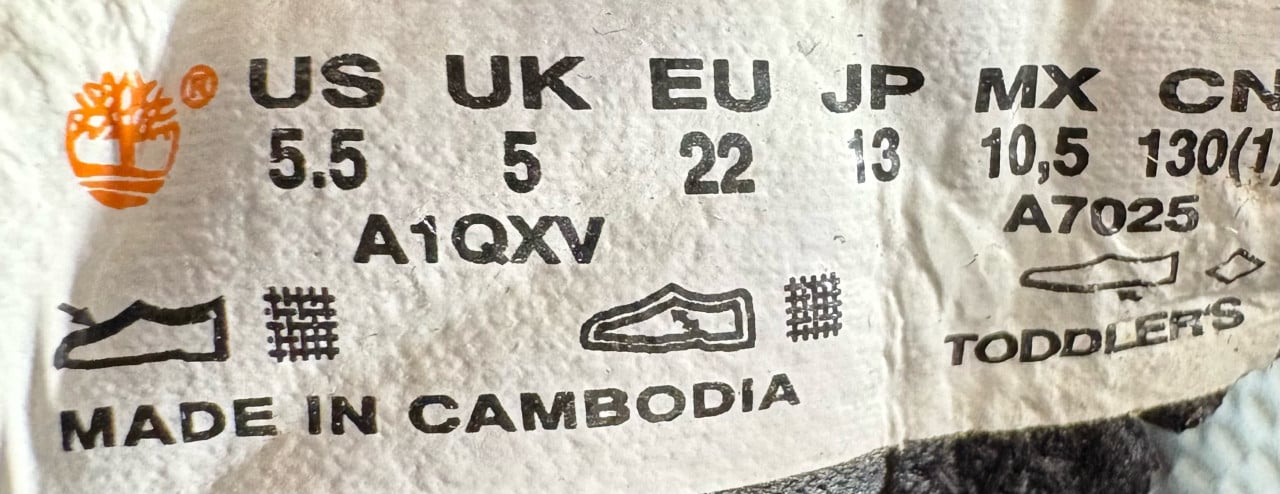 ® US UK EU JP MX CN
5.5 5 22 13 10,5 130(1)
A1QXV A7025
TODDLER'S
MADE IN CAMBODIA